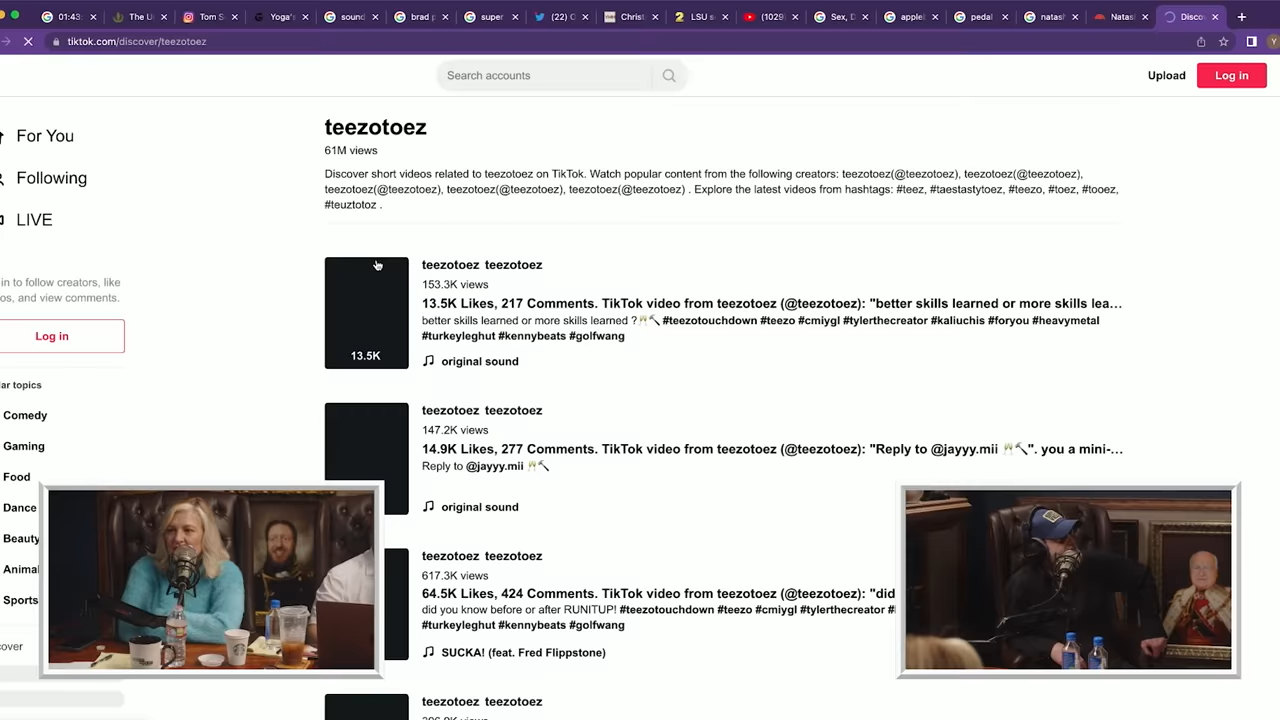 01:43:
The U
Tom S
Yoga's
sound
brad p
super
(22) C
Christ
LSU s
(1029)
Sex, D
apple
pedal
natash
Natas
Disco
tiktok.com/discover/teezotoez
Search accounts
Upload
Log in
For You
Following
LIVE
in to follow creators, like
os, and view comments.
Log in
lar topics
Comedy
Gaming
Food
Dance
Beauty
Anima
Sports
cover
teezotoez
61M views
Discover short videos related to teezotoez on TikTok. Watch popular content from the following creators: teezotoez(@teezotoez), teezotoez(@teezotoez),
teezotoez(@teezotoez), teezotoez(@teezotoez), teezotoez(@teezotoez) . Explore the latest videos from hashtags: #teez, #taestastytoez, #teezo, #toez, #tooez,
#teuztotoz .
13.5K
teezotoez teezotoez
153.3K views
13.5K Likes, 217 Comments. TikTok video from teezotoez (@teezotoez): "better skills learned or more skills lea…
better skills learned or more skills learned ?🥂🔨 #teezotouchdown #teezo #cmiygl #tylerthecreator #kaliuchis #foryou #heavymetal
#turkeyleghut #kennybeats #golfwang
original sound
teezotoez teezotoez
147.2K views
14.9K Likes, 277 Comments. TikTok video from teezotoez (@teezotoez): "Reply to @jayyy.mii 🥂🔨". you a mini-…
Reply to @jayyy.mii 🥂🔨
original sound
teezotoez teezotoez
617.3K views
64.5K Likes, 424 Comments. TikTok video from teezotoez (@teezotoez): "did
did you know before or after RUNITUP! #teezotouchdown #teezo #cmiygl #tylerthecreator #
#turkeyleghut #kennybeats #golfwang
SUCKA! (feat. Fred Flippstone)
teezotoez teezotoez